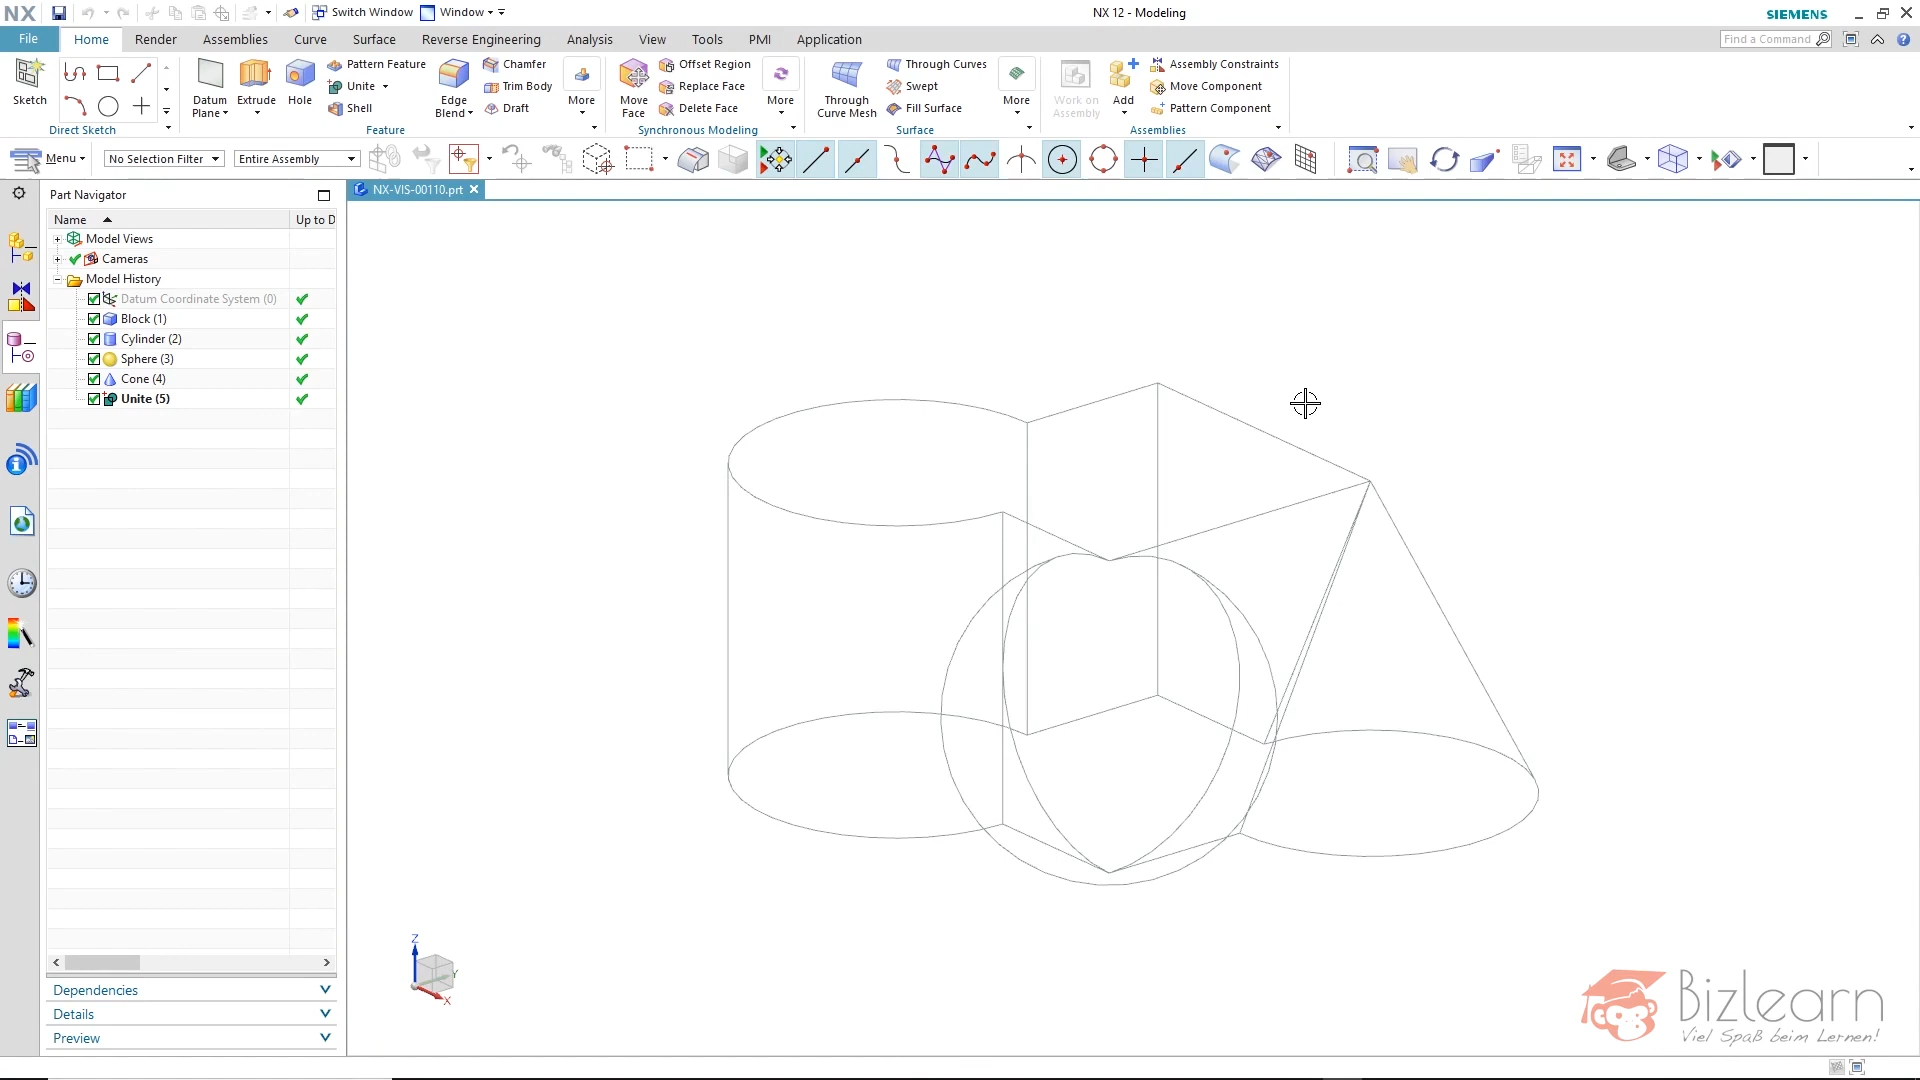 NX
Switch Window
Window
NX 12 - Modeling
SIEMENS
File
Home
Render
Assemblies
Curve
Surface
Reverse Engineering
Analysis
View
Tools
PMI
Application
Find a Command
Sketch
Direct Sketch
Datum Plane
Extrude
Hole
Pattern Feature
Unite
Shell
Edge Blend
Chamfer
Trim Body
Draft
More
Feature
Move Face
Offset Region
Replace Face
Delete Face
More
Synchronous Modeling
Through Curve Mesh
Through Curves
Swept
Fill Surface
More
Surface
Work on Assembly
Add
Assembly Constraints
Move Component
Pattern Component
Assemblies
Menu
No Selection Filter
Entire Assembly
Part Navigator
NX-VIS-00110.prt
Name
Up to D
Model Views
Cameras
Model History
Datum Coordinate System (0)
Block (1)
Cylinder (2)
Sphere (3)
Cone (4)
Unite (5)
Dependencies
Details
Preview
Z
Y
X
Bizlearn
Viel Spaß beim Lernen!